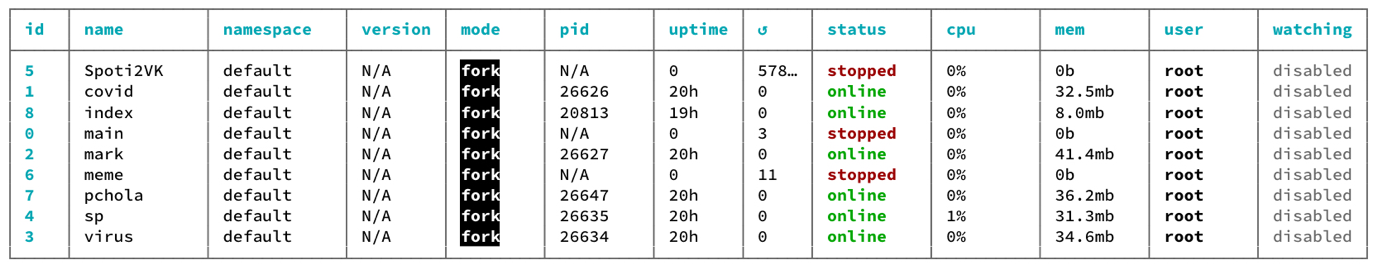 id name namespace version mode pid uptime ↺ status cpu mem user watching
5 Spoti2VK default N/A fork N/A 0 578… stopped 0% 0b root disabled
1 covid default N/A fork 26626 20h 0 online 0% 32.5mb root disabled
8 index default N/A fork 20813 19h 0 online 0% 8.0mb root disabled
0 main default N/A fork N/A 0 3 stopped 0% 0b root disabled
2 mark default N/A fork 26627 20h 0 online 0% 41.4mb root disabled
6 meme default N/A fork N/A 0 11 stopped 0% 0b root disabled
7 pchola default N/A fork 26647 20h 0 online 0% 36.2mb root disabled
4 sp default N/A fork 26635 20h 0 online 1% 31.3mb root disabled
3 virus default N/A fork 26634 20h 0 online 0% 34.6mb root disabled